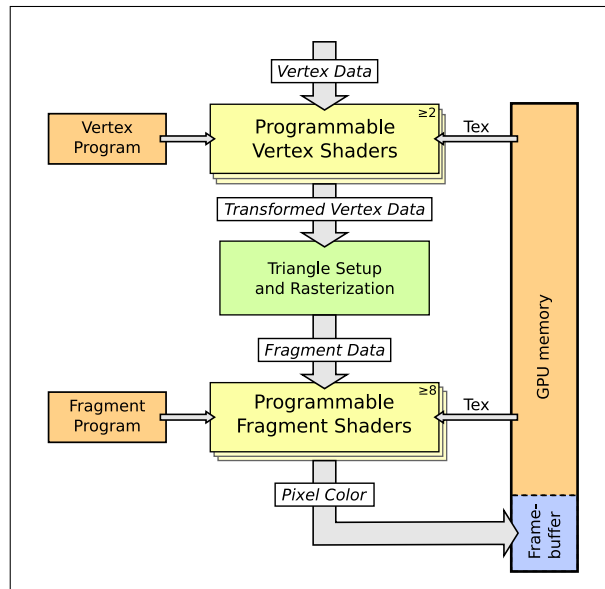 Vertex Data
≥2
Vertex
Program
Programmable
Vertex Shaders
Tex
Transformed Vertex Data
Triangle Setup
and Rasterization
Fragment Data
GPU memory
≥8
Fragment
Program
Programmable
Fragment Shaders
Tex
Pixel Color
Frame-
buffer